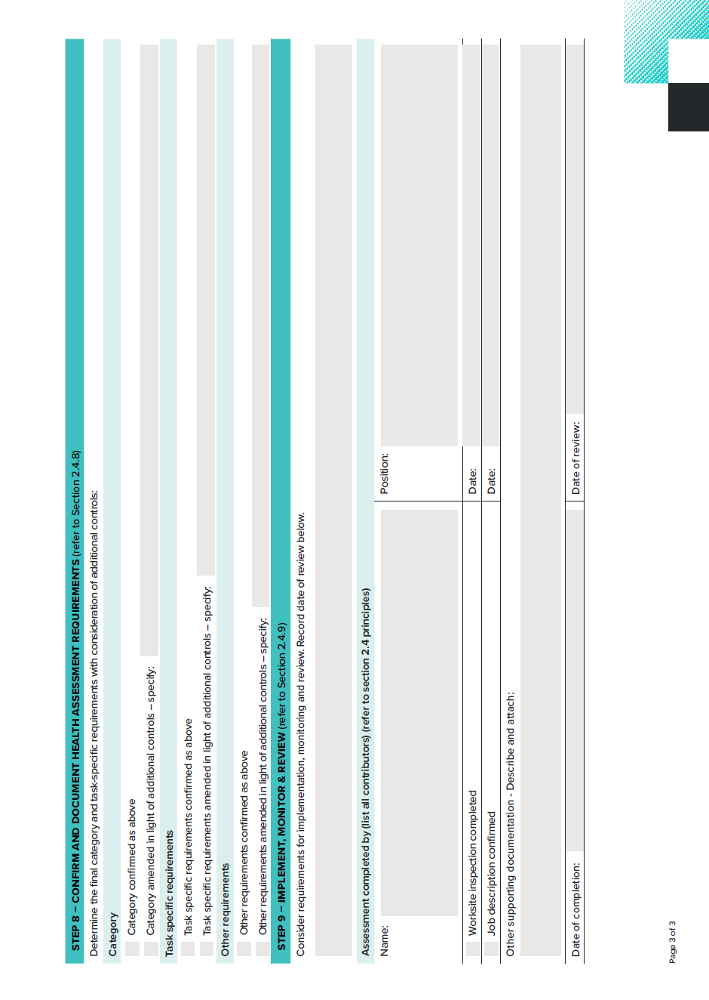 STEP 8 – CONFIRM AND DOCUMENT HEALTH ASSESSMENT REQUIREMENTS (refer to Section 2.4.8)
Determine the final category and task-specific requirements with consideration of additional controls:
Category
Category confirmed as above
Category amended in light of additional controls – specify:
Task specific requirements
Task specific requirements confirmed as above
Task specific requirements amended in light of additional controls – specify:
Other requirements
Other requirements confirmed as above
Other requirements amended in light of additional controls – specify:
STEP 9 – IMPLEMENT, MONITOR & REVIEW (refer to Section 2.4.9)
Consider requirements for implementation, monitoring and review. Record date of review below.
Assessment completed by (list all contributors) (refer to section 2.4 principles)
Name: Position:
Worksite inspection completed Date:
Job description confirmed Date:
Other supporting documentation - Describe and attach:
Date of completion: Date of review:
Page 3 of 3